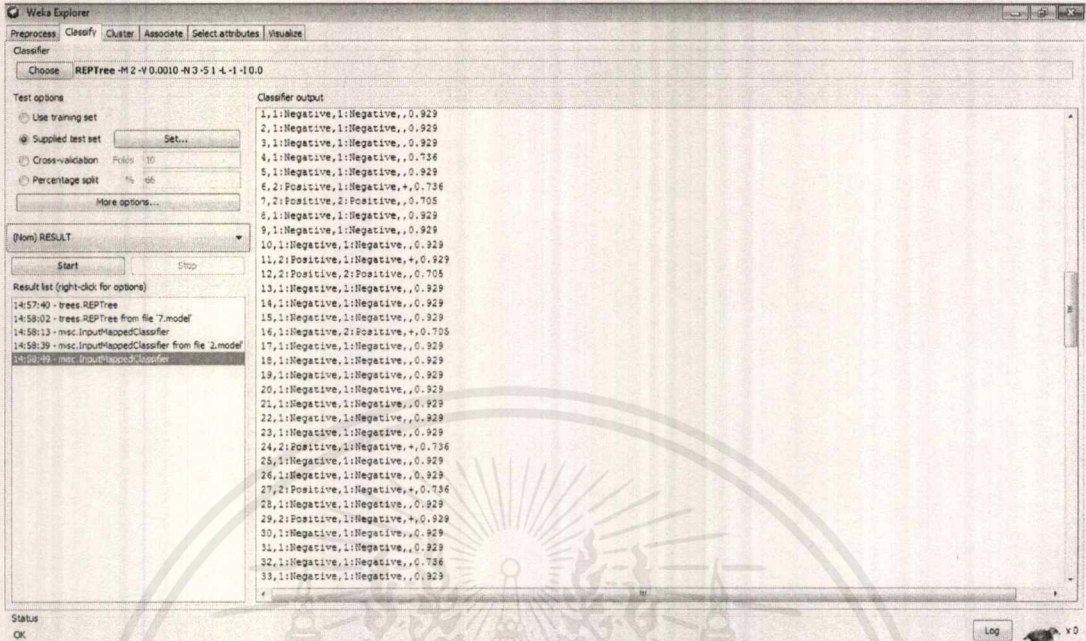 Weka Explorer
Preprocess Classify Cluster Associate Select attributes Visualize
Classifier
Choose REPTree -M 2 -V 0.0010 -N 3 -S 1 -L -1 -I 0.0
Test options
Use training set
Supplied test set Set...
Cross-validation Folds 10
Percentage split % 66
More options...
(Nom) RESULT
Start Stop
Result list (right-click for options)
14:57:40 - trees.REPTree
14:58:02 - trees.REPTree from file '7.model'
14:58:13 - misc.InputMappedClassifier
14:58:39 - misc.InputMappedClassifier from file '2.model'
14:58:49 - misc.InputMappedClassifier
Classifier output
1,1:Negative,1:Negative,,0.929
2,1:Negative,1:Negative,,0.929
3,1:Negative,1:Negative,,0.929
4,1:Negative,1:Negative,,0.736
5,1:Negative,1:Negative,,0.929
6,2:Positive,1:Negative,+,0.736
7,2:Positive,2:Positive,,0.705
8,1:Negative,1:Negative,,0.929
9,1:Negative,1:Negative,,0.929
10,1:Negative,1:Negative,,0.929
11,2:Positive,1:Negative,+,0.929
12,2:Positive,2:Positive,,0.705
13,1:Negative,1:Negative,,0.929
14,1:Negative,1:Negative,,0.929
15,1:Negative,1:Negative,,0.929
16,1:Negative,2:Positive,+,0.705
17,1:Negative,1:Negative,,0.929
18,1:Negative,1:Negative,,0.929
19,1:Negative,1:Negative,,0.929
20,1:Negative,1:Negative,,0.929
21,1:Negative,1:Negative,,0.929
22,1:Negative,1:Negative,,0.929
23,1:Negative,1:Negative,,0.929
24,2:Positive,1:Negative,+,0.736
25,1:Negative,1:Negative,,0.929
26,1:Negative,1:Negative,,0.929
27,2:Positive,1:Negative,+,0.736
28,1:Negative,1:Negative,,0.929
29,2:Positive,1:Negative,+,0.929
30,1:Negative,1:Negative,,0.929
31,1:Negative,1:Negative,,0.929
32,1:Negative,1:Negative,,0.736
33,1:Negative,1:Negative,,0.929
Status
OK
Log x 0